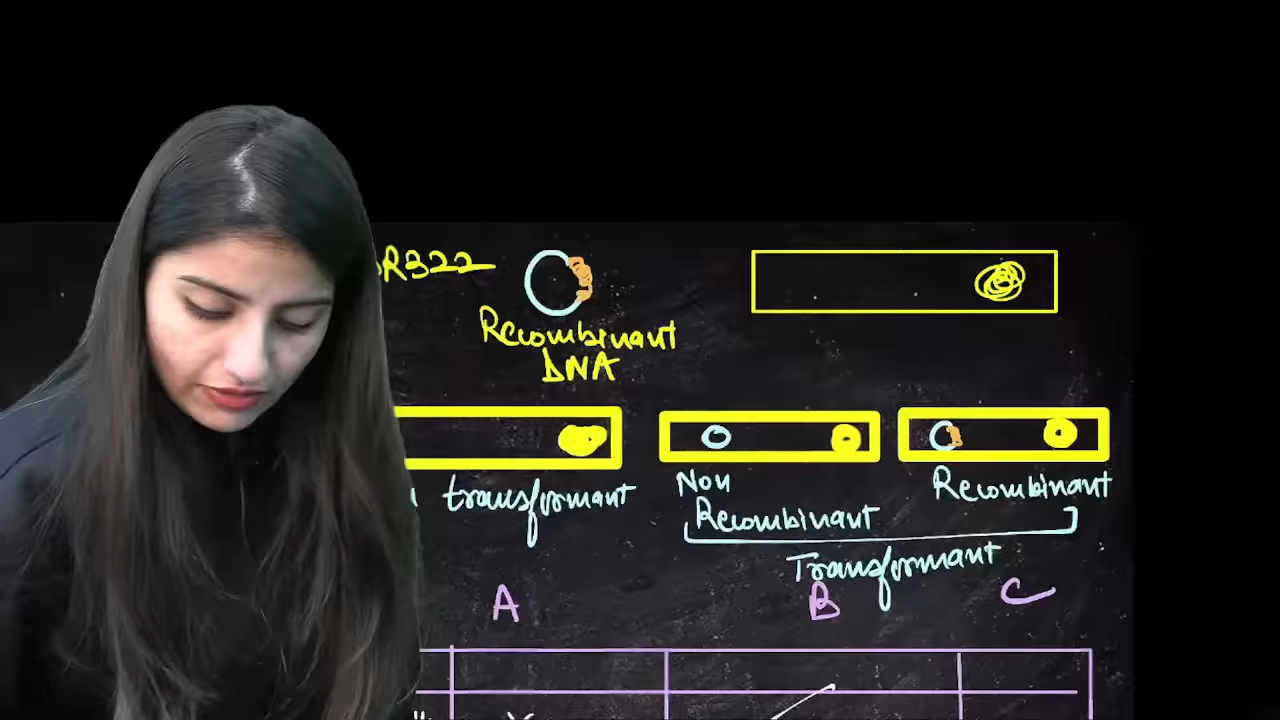 R322
Recombinant
DNA
transformant
Non
Recombinant
Recombinant
Transformant
A
B
C